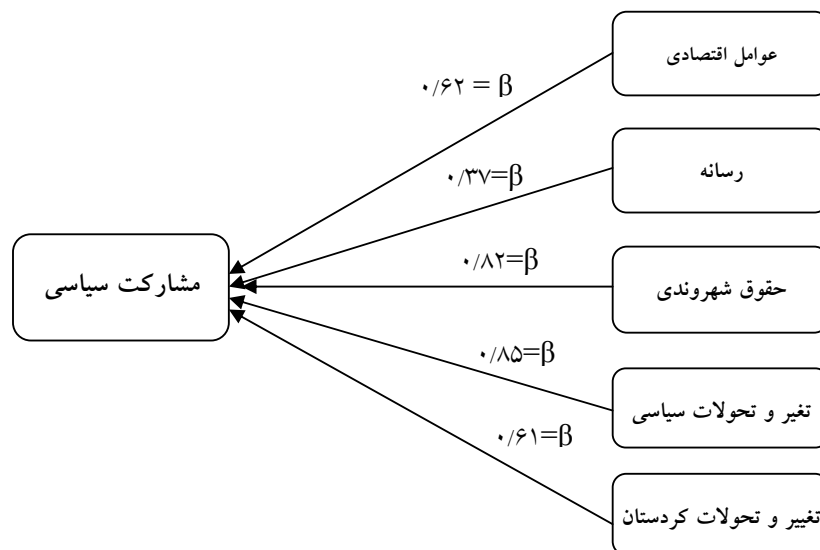 عوامل اقتصادی
۰/۶۲ = β
رسانه
۰/۳۷=β
حقوق شهروندی
۰/۸۲=β
مشارکت سیاسی
تغیر و تحولات سیاسی
۰/۸۵=β
تغییر و تحولات کردستان
۰/۶۱=β